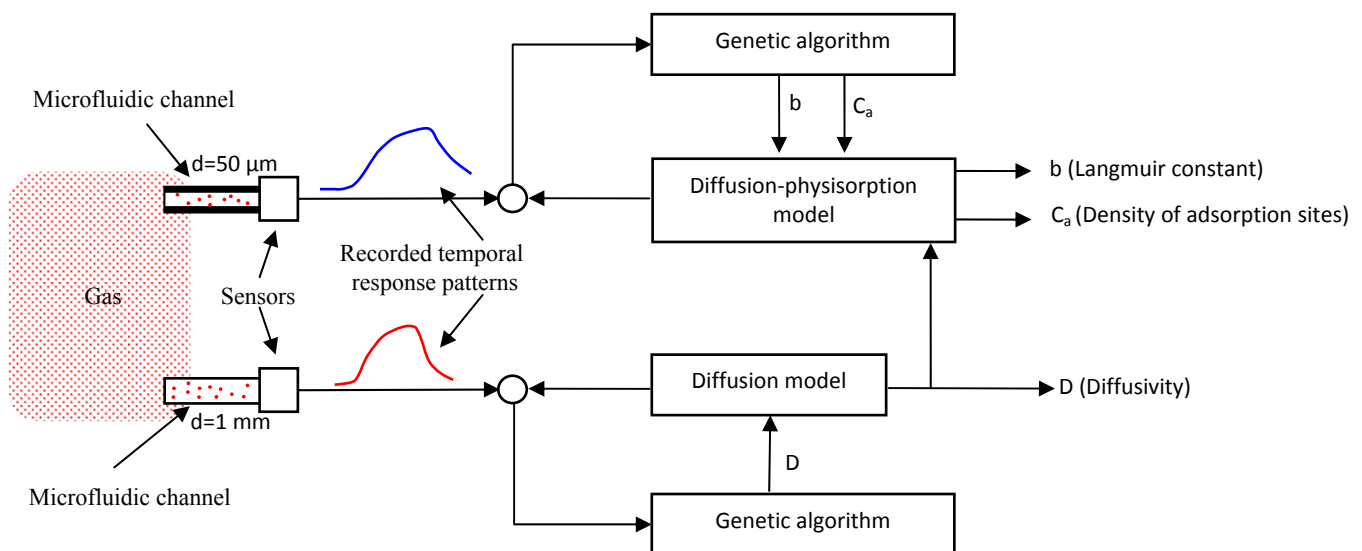 Genetic algorithm
Microfluidic channel
b
Cₐ
d=50 µm
Diffusion-physisorption
model
b (Langmuir constant)
Cₐ (Density of adsorption sites)
Gas
Sensors
Recorded temporal
response patterns
Diffusion model
D (Diffusivity)
d=1 mm
D
Microfluidic channel
Genetic algorithm